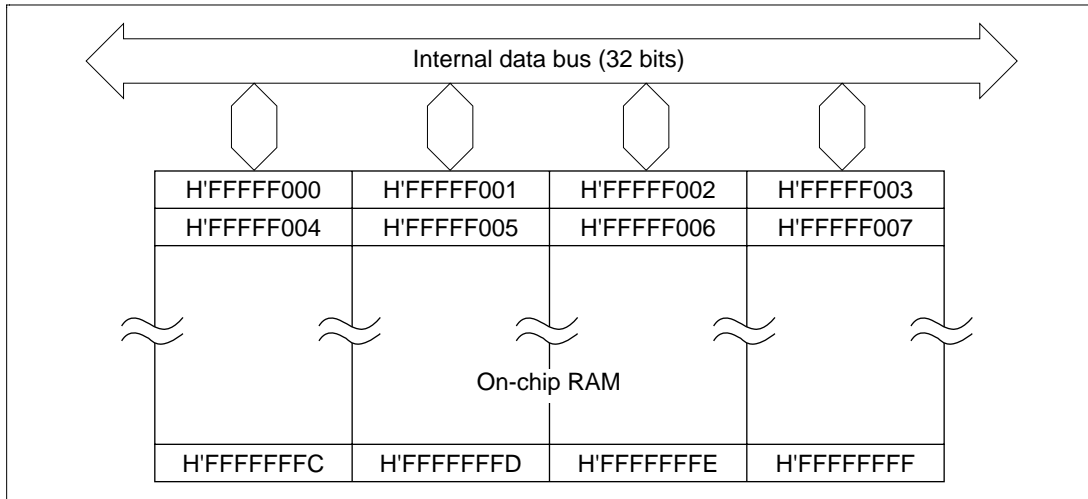 Internal data bus (32 bits)
H'FFFFF000 H'FFFFF001 H'FFFFF002 H'FFFFF003
H'FFFFF004 H'FFFFF005 H'FFFFF006 H'FFFFF007
On-chip RAM
H'FFFFFFFC H'FFFFFFFD H'FFFFFFFE H'FFFFFFFF